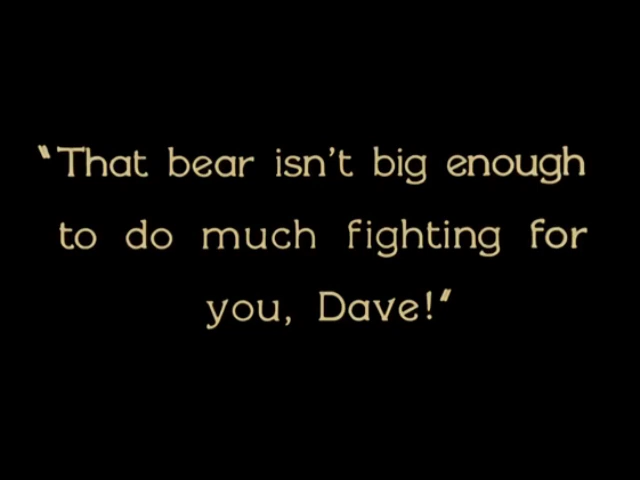 "That bear isn't big enough
to do much fighting for
you, Dave!"